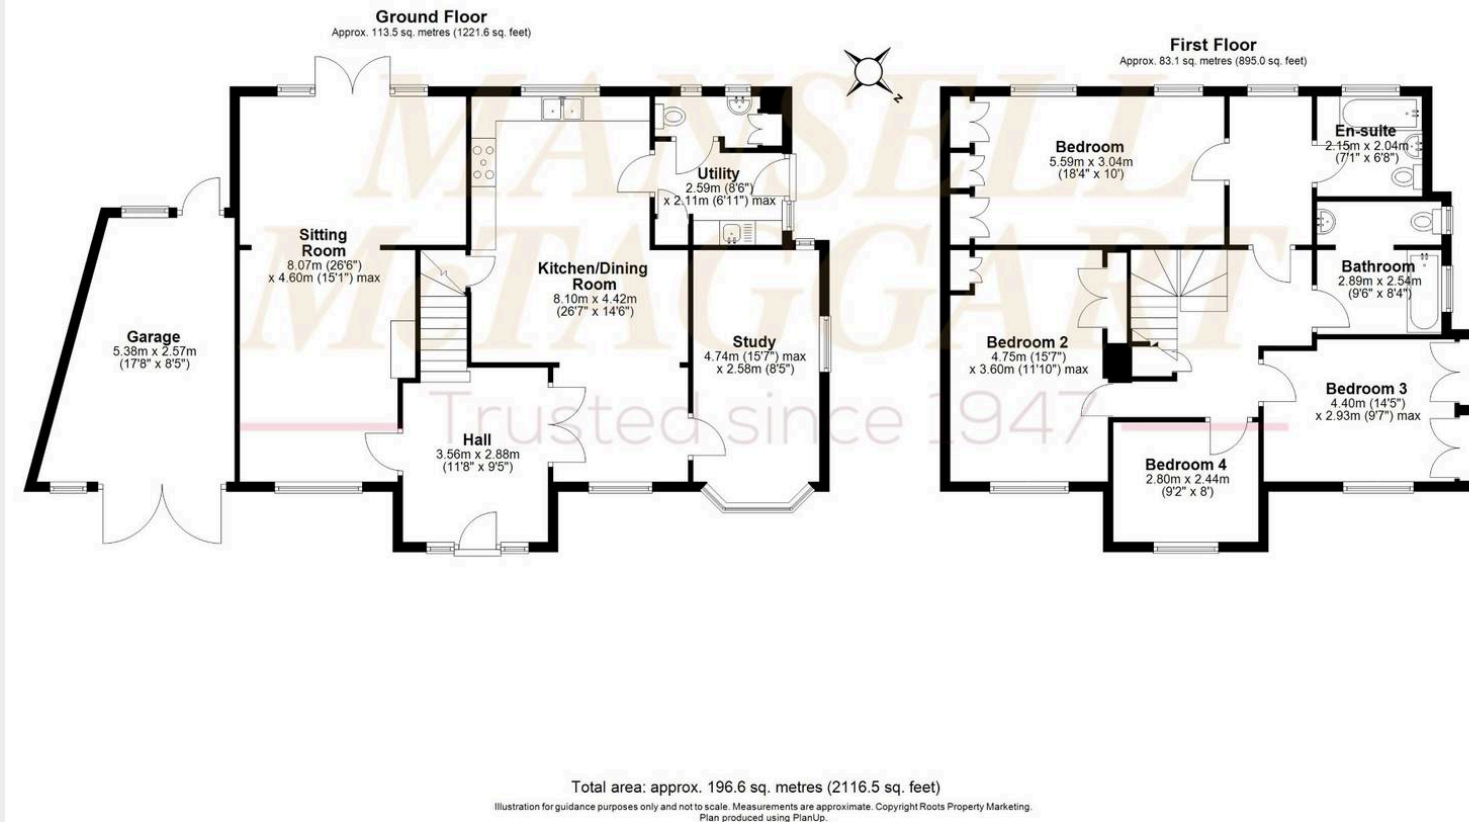 Ground Floor
Approx. 113.5 sq. metres (1221.6 sq. feet)
First Floor
Approx. 83.1 sq. metres (895.0 sq. feet)
MANSELL
McTAGGART
Trusted since 1947
N
Garage
5.38m x 2.57m
(17'8" x 8'5")
Sitting
Room
8.07m (26'6")
x 4.60m (15'1") max
Hall
3.56m x 2.88m
(11'8" x 9'5")
Kitchen/Dining
Room
8.10m x 4.42m
(26'7" x 14'6")
Utility
2.59m (8'6")
x 2.11m (6'11") max
Study
4.74m (15'7") max
x 2.58m (8'5")
Bedroom
5.59m x 3.04m
(18'4" x 10')
En-suite
2.15m x 2.04m
(7'1" x 6'8")
Bathroom
2.89m x 2.54m
(9'6" x 8'4")
Bedroom 2
4.75m (15'7")
x 3.60m (11'10") max
Bedroom 3
4.40m (14'5")
x 2.93m (9'7") max
Bedroom 4
2.80m x 2.44m
(9'2" x 8')
Total area: approx. 196.6 sq. metres (2116.5 sq. feet)
Illustration for guidance purposes only and not to scale. Measurements are approximate. Copyright Roots Property Marketing.
Plan produced using PlanUp.